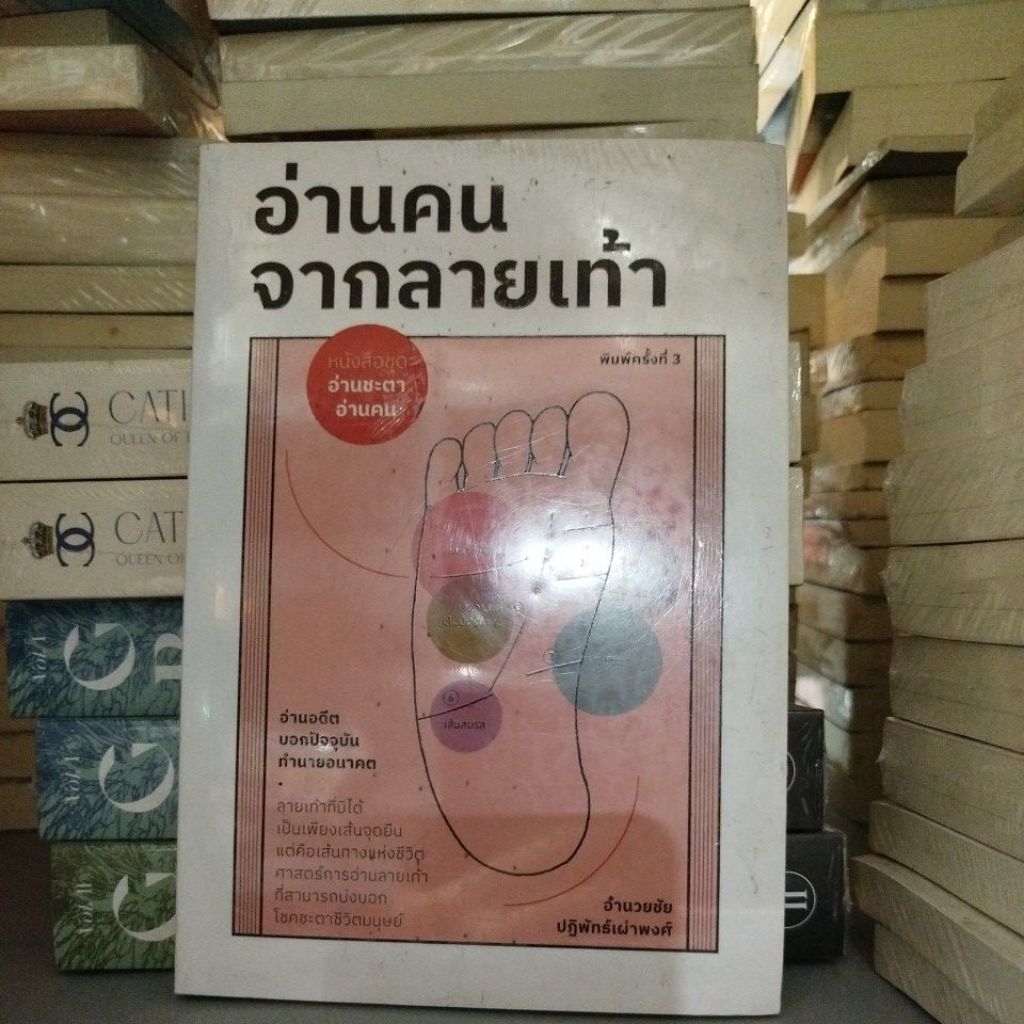 อ่านคน
จากลายเท้า
หนังสือชุด
อ่านชะตา
อ่านคน
พิมพ์ครั้งที่ 3
6
เส้นสมรส
อ่านอดีต
บอกปัจจุบัน
ทำนายอนาคต
ลายเท้าที่มิได้
เป็นเพียงเส้นจุดยืน
แต่คือเส้นทางแห่งชีวิต
ศาสตร์การอ่านลายเท้า
ที่สามารถบ่งบอก
โชคชะตาชีวิตมนุษย์
อำนวยชัย
ปฏิพัทธ์เผ่าพงศ์
QUEEN OF
QUEEN OF